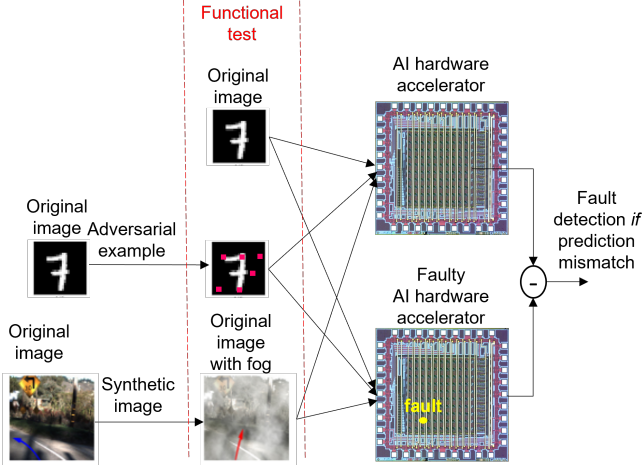 Functional
test
Original
image
AI hardware
accelerator
Original
image
Adversarial
example
Fault
detection if
prediction
mismatch
-
Faulty
AI hardware
accelerator
Original
image
Original
image
with fog
Synthetic
image
fault